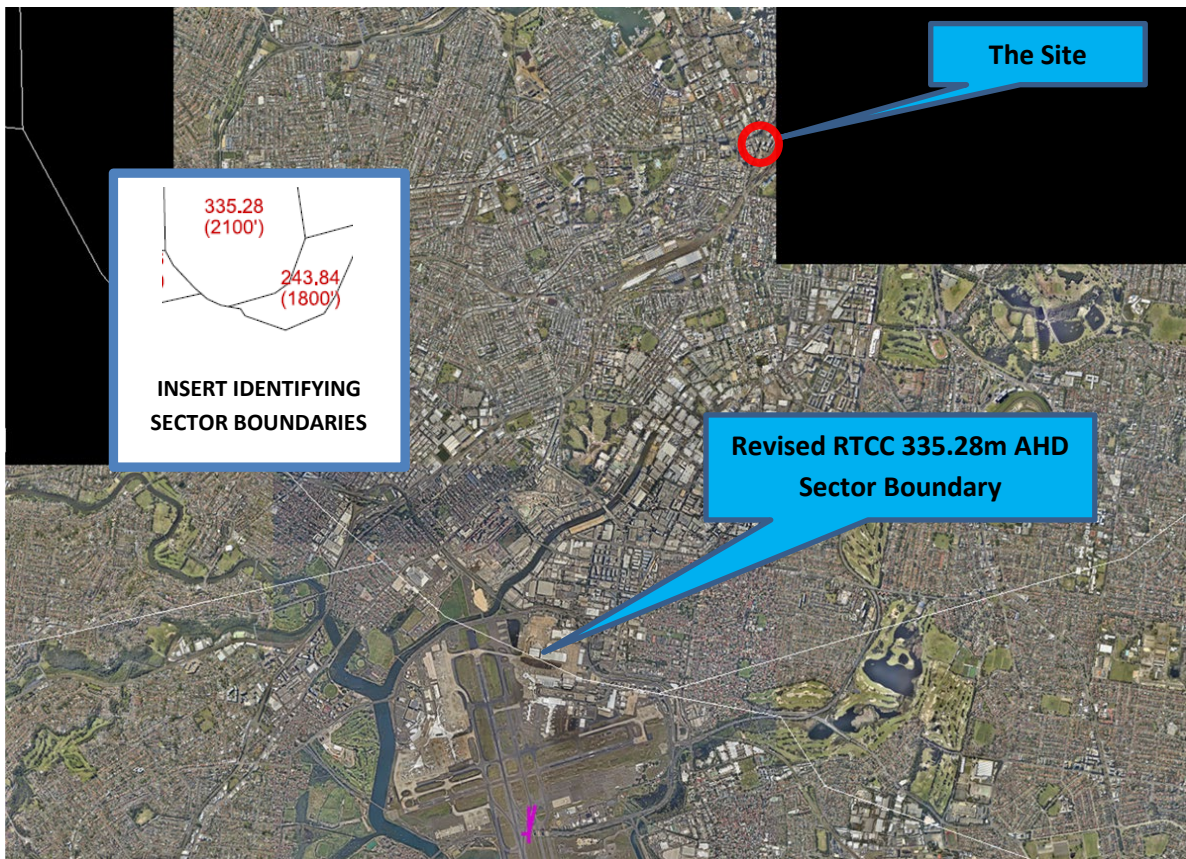 The Site
335.28
(2100')
243.84
(1800')
INSERT IDENTIFYING
SECTOR BOUNDARIES
Revised RTCC 335.28m AHD
Sector Boundary